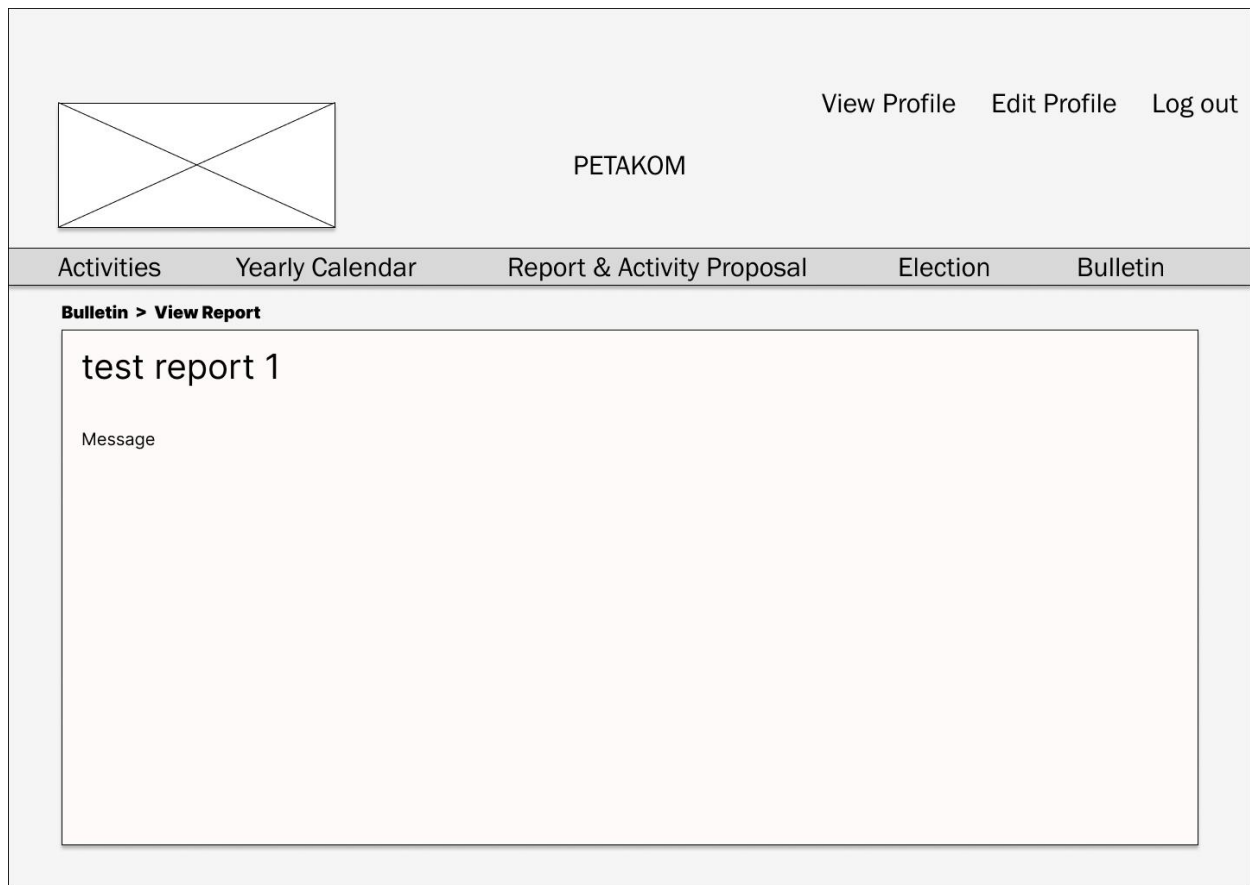 View Profile Edit Profile Log out
PETAKOM
Activities Yearly Calendar Report & Activity Proposal Election Bulletin
Bulletin > View Report
test report 1
Message